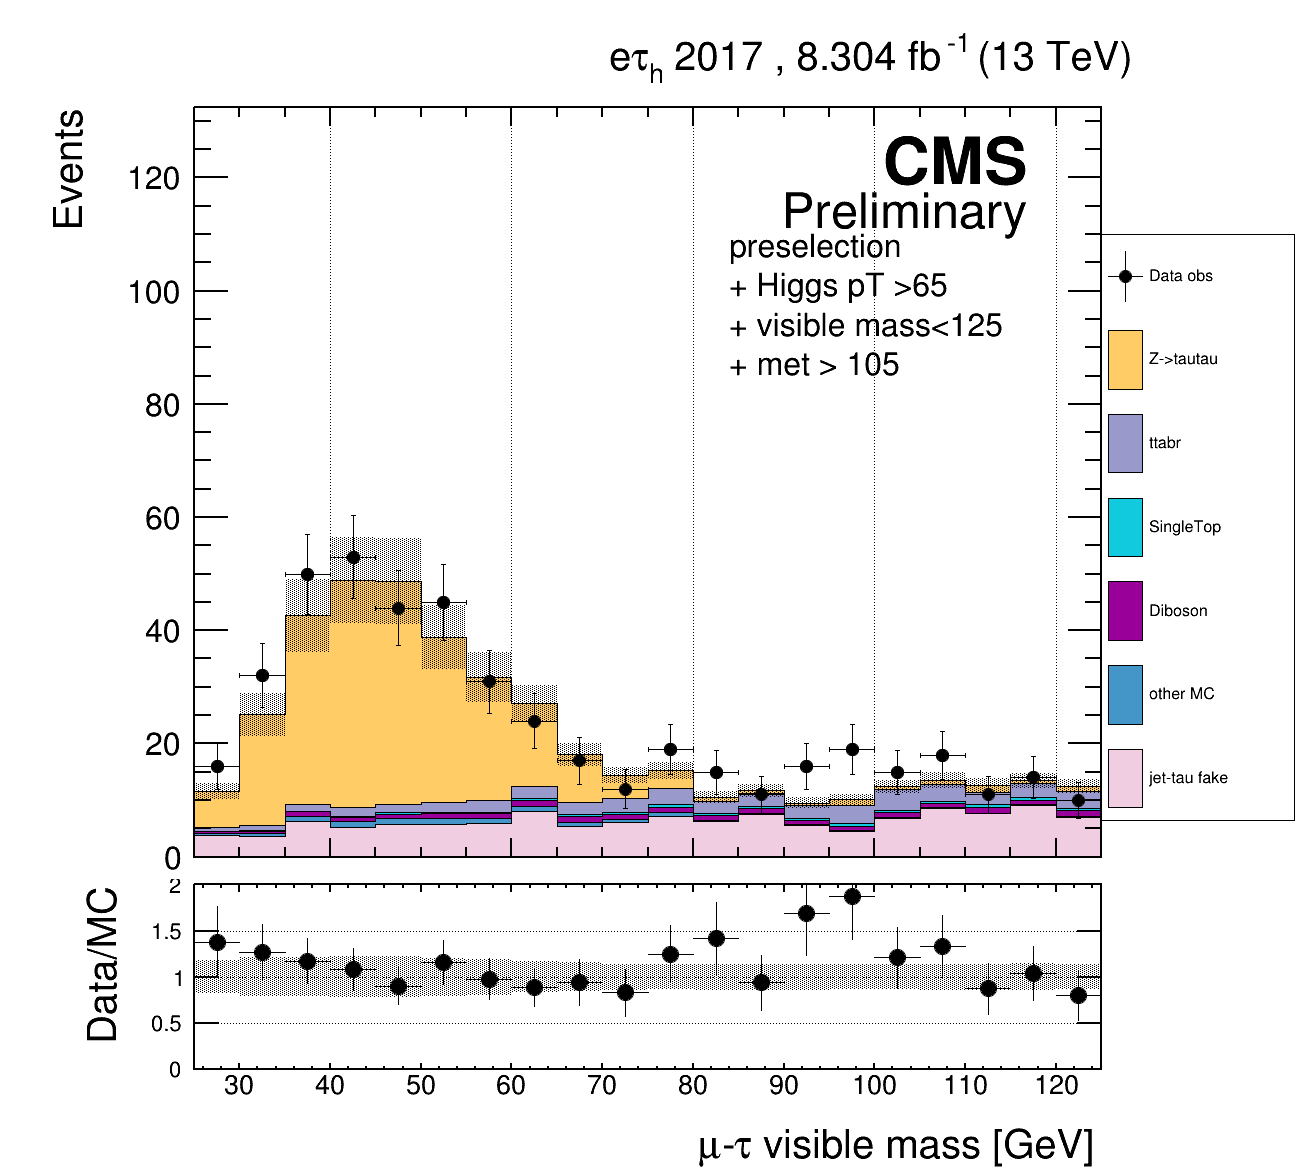 eτh 2017 , 8.304 fb-1 (13 TeV)
Events
120
100
80
60
40
20
0
CMS
Preliminary
preselection
+ Higgs pT >65
+ visible mass<125
+ met > 105
Data obs
Z->tautau
ttabr
SingleTop
Diboson
other MC
jet-tau fake
Data/MC
2
1.5
1
0.5
0
30 40 50 60 70 80 90 100 110 120
μ-τ visible mass [GeV]